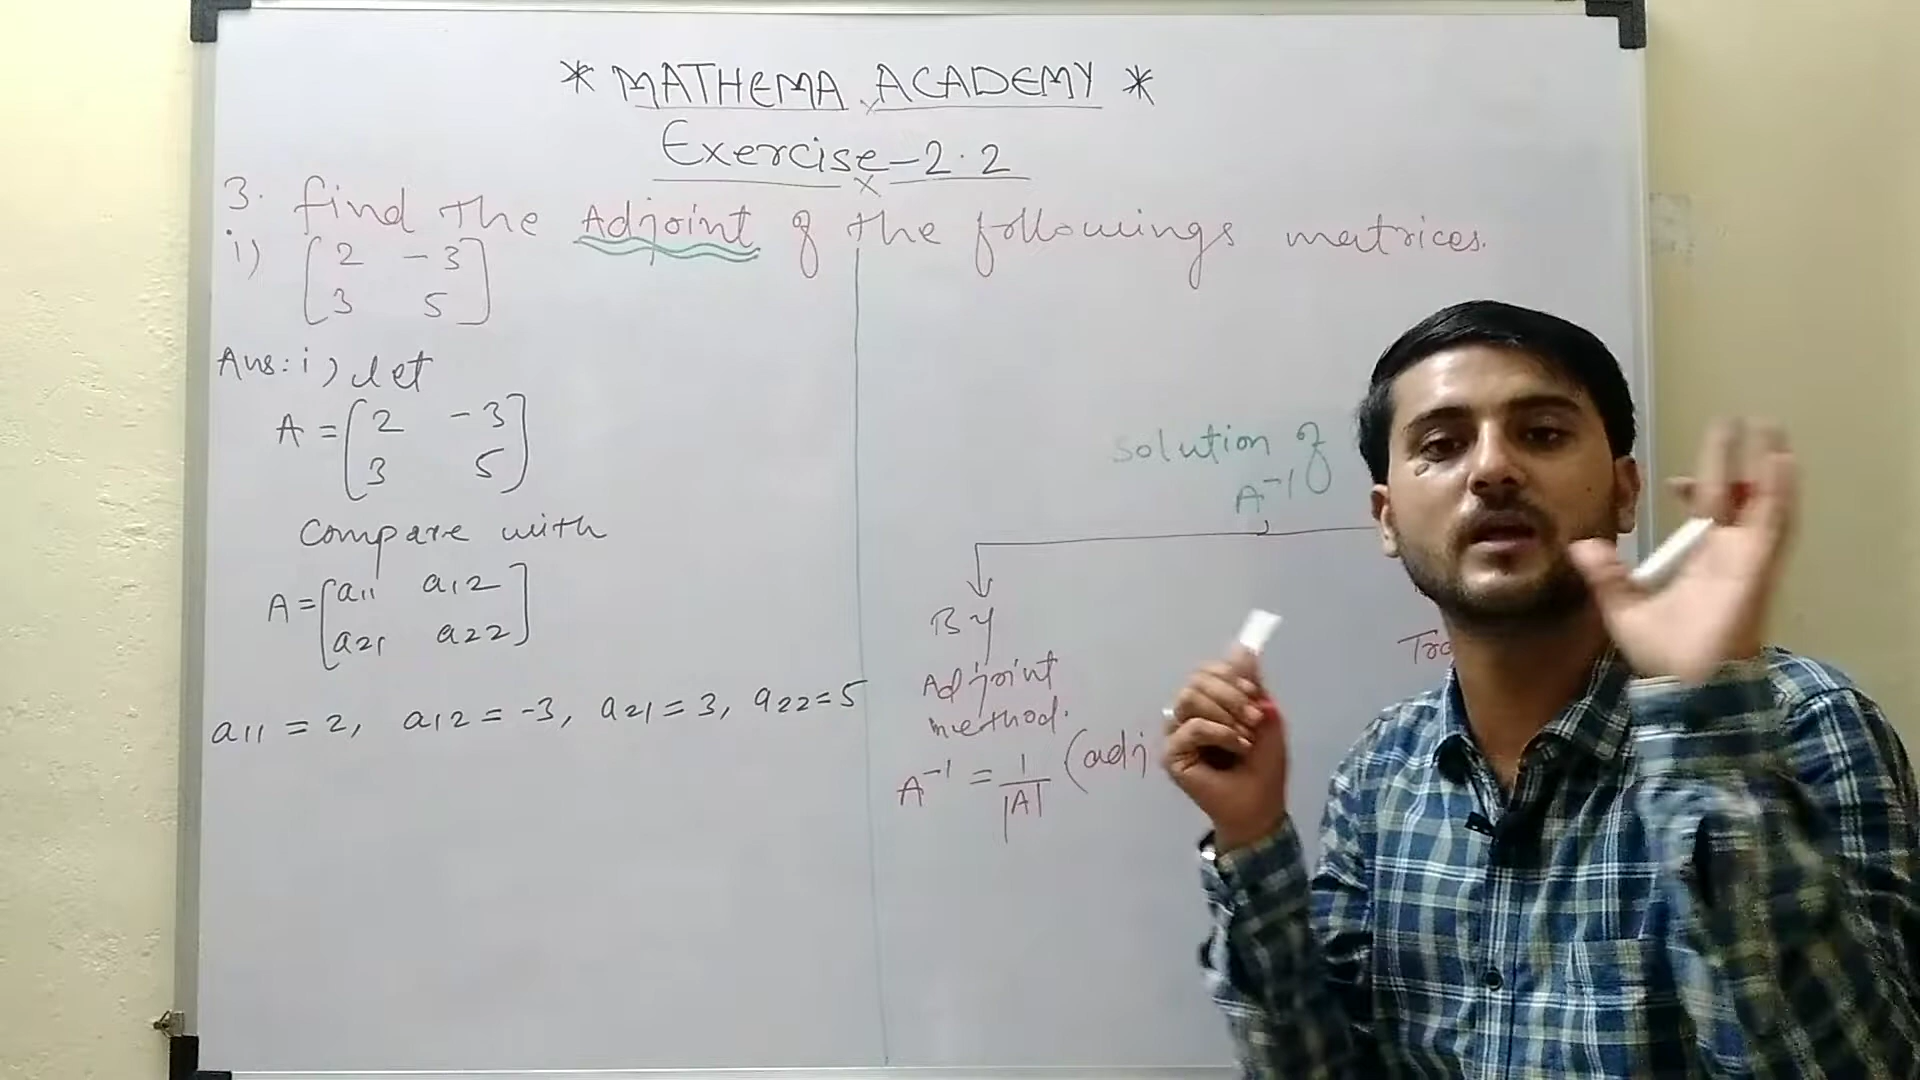 * MATHEMA ACADEMY *
Exercise-2.2
3. find the Adjoint of the followings metrices.
i) [2 -3
3 5]
Ans: i) let
A = [2 -3
3 5]
Compare with
A = [a11 a12
a21 a22]
a11 = 2, a12 = -3, a21 = 3, a22 = 5
Solution of
A⁻¹
By
Adjoint
method.
A⁻¹ = 1/|A| (adj